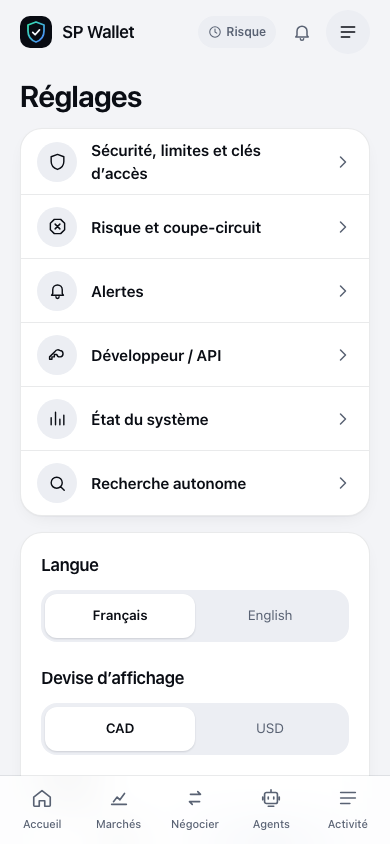 SP Wallet
Risque
Réglages
Sécurité, limites et clés
d’accès
Risque et coupe-circuit
Alertes
Développeur / API
État du système
Recherche autonome
Langue
Français
English
Devise d’affichage
CAD
USD
Accueil
Marchés
Négocier
Agents
Activité